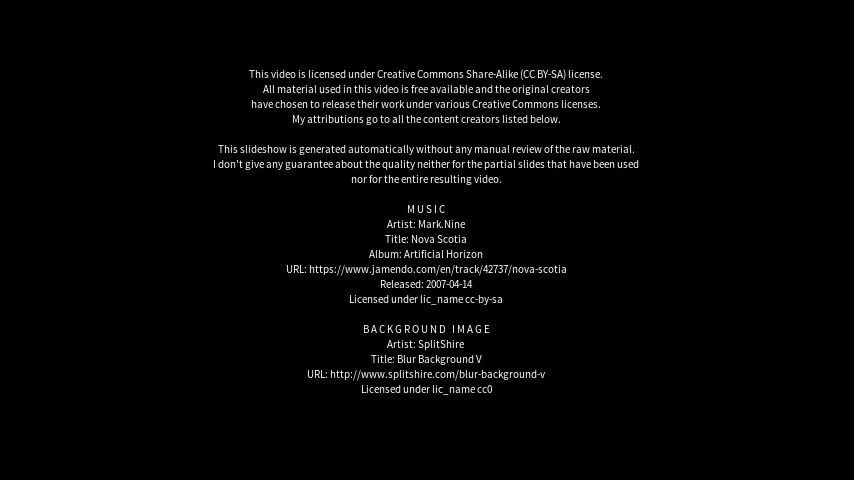 This video is licensed under Creative Commons Share-Alike (CC BY-SA) license.
All material used in this video is free available and the original creators
have chosen to release their work under various Creative Commons licenses.
My attributions go to all the content creators listed below.
This slideshow is generated automatically without any manual review of the raw material.
I don't give any guarantee about the quality neither for the partial slides that have been used
nor for the entire resulting video.
MUSIC
Artist: Mark.Nine
Title: Nova Scotia
Album: Artificial Horizon
URL: https://www.jamendo.com/en/track/42737/nova-scotia
Released: 2007-04-14
Licensed under lic_name cc-by-sa
BACKGROUND IMAGE
Artist: SplitShire
Title: Blur Background V
URL: http://www.splitshire.com/blur-background-v
Licensed under lic_name cc0